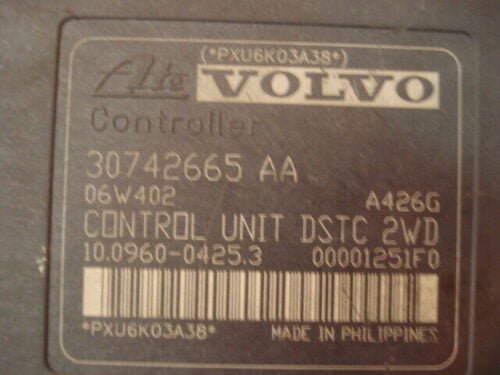 (*PXU6K03A38*)
Ate VOLVO
Controller
30742665 AA
06W402 A426G
CONTROL UNIT DSTC 2WD
10.0960-0425.3 00001251F0
*PXU6K03A38* MADE IN PHILIPPINES